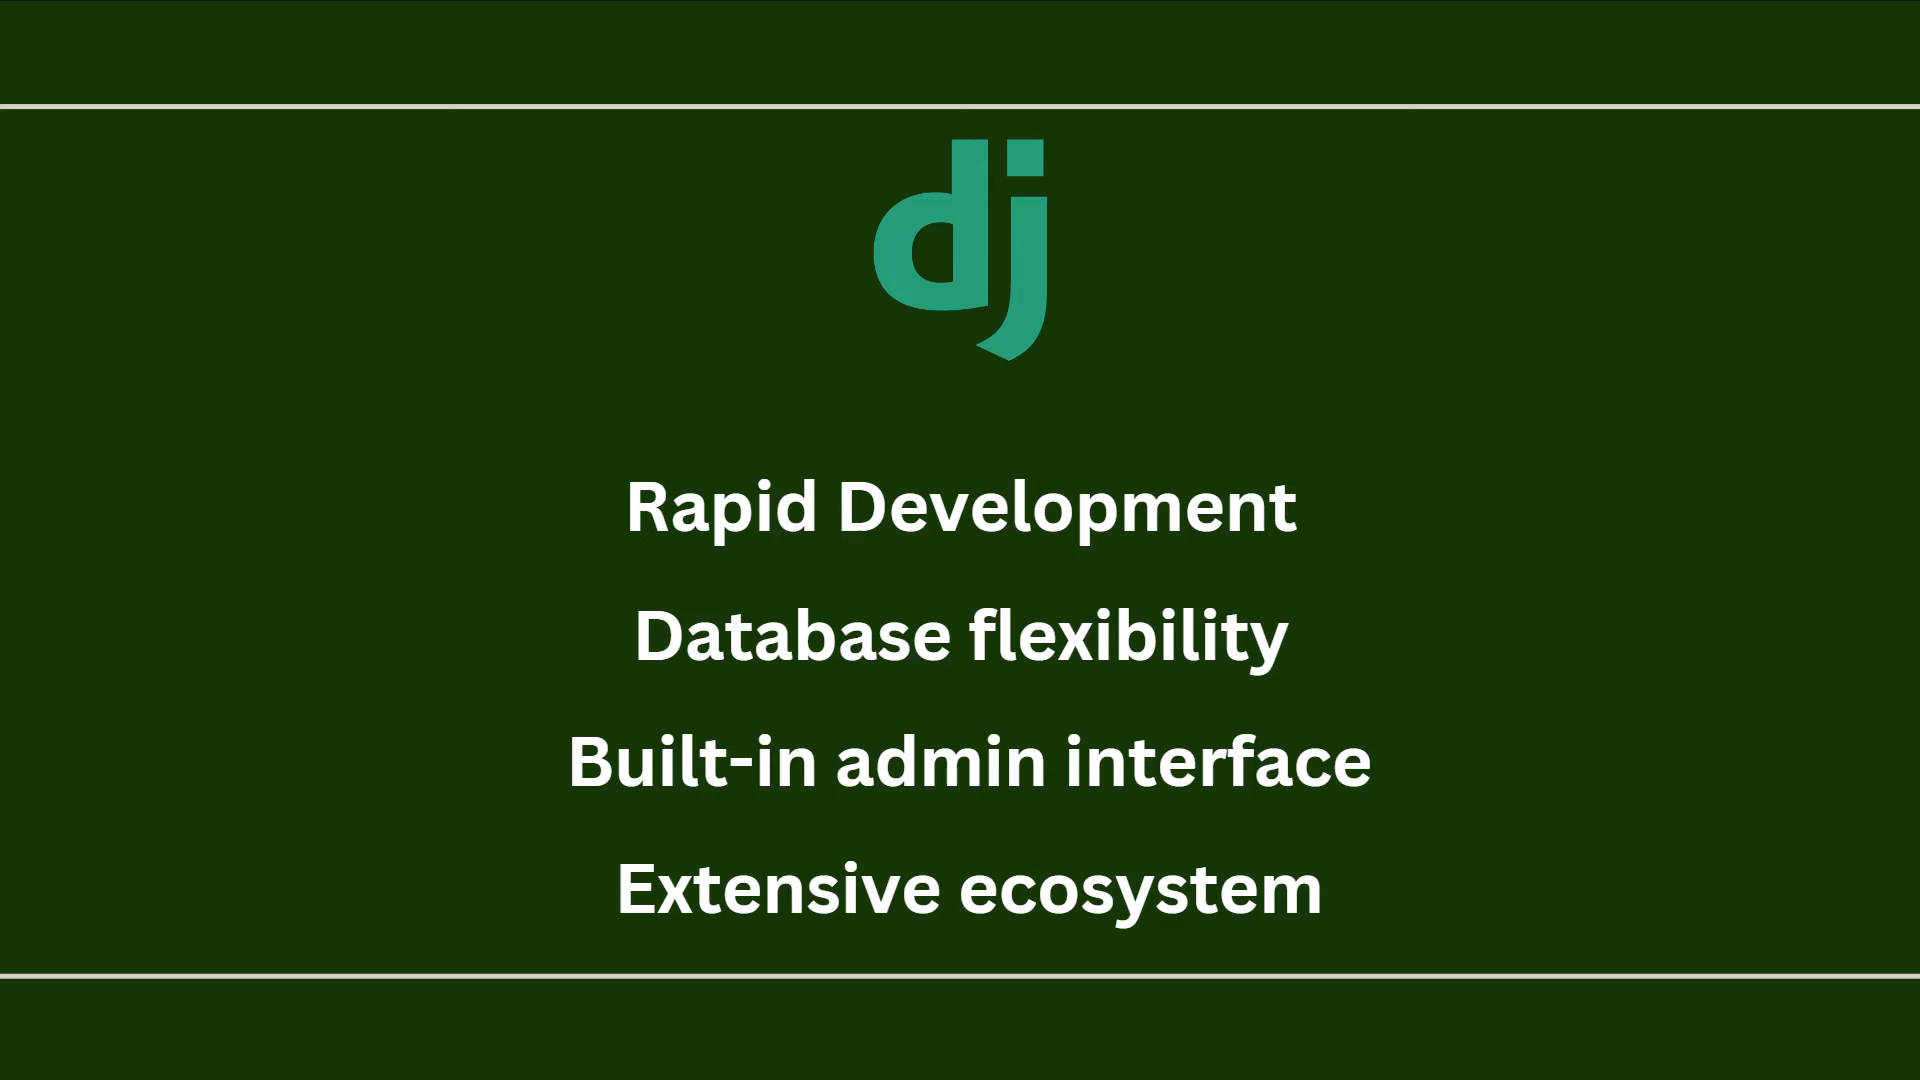 dj
Rapid Development
Database flexibility
Built-in admin interface
Extensive ecosystem